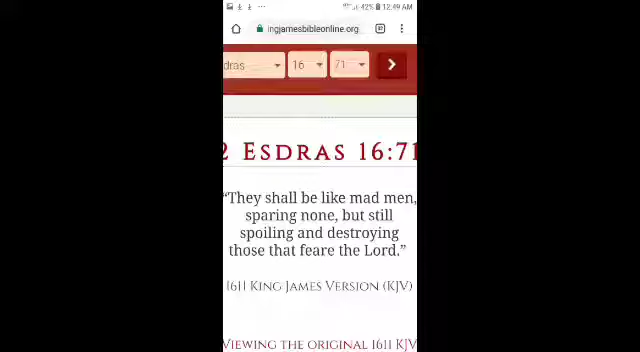 42% 12:49 AM
ingjamesbibleonline.org
dras 16 71
2 ESDRAS 16:71
“They shall be like mad men,
sparing none, but still
spoiling and destroying
those that feare the Lord.”
1611 KING JAMES VERSION (KJV)
VIEWING THE ORIGINAL 1611 KJV